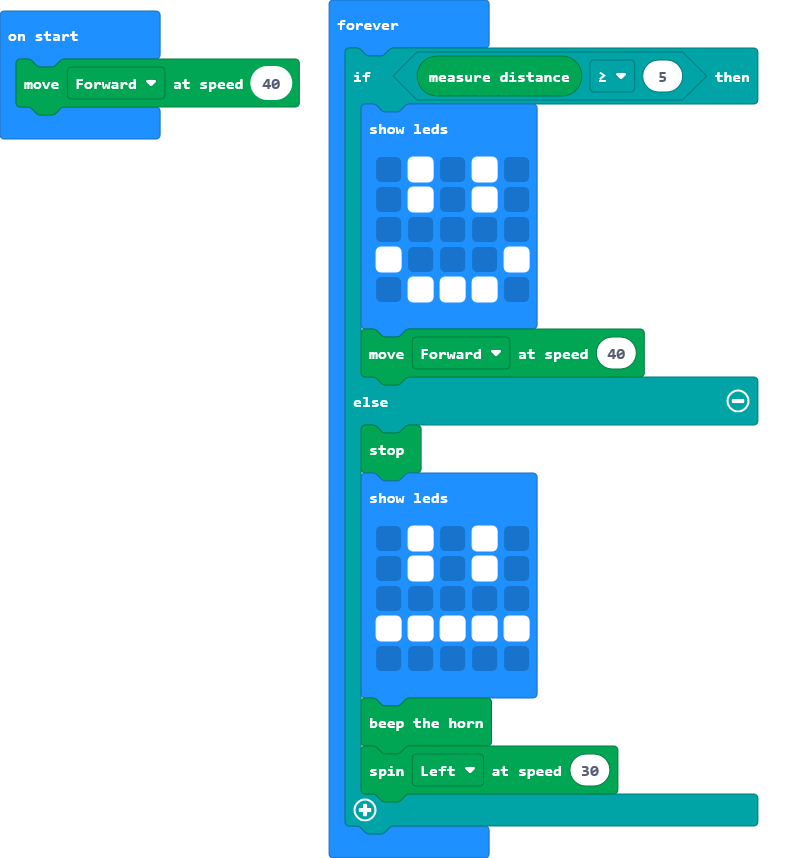 on start
move Forward at speed 40
forever
if measure distance ≥ 5 then
show leds
move Forward at speed 40
else
stop
show leds
beep the horn
spin Left at speed 30